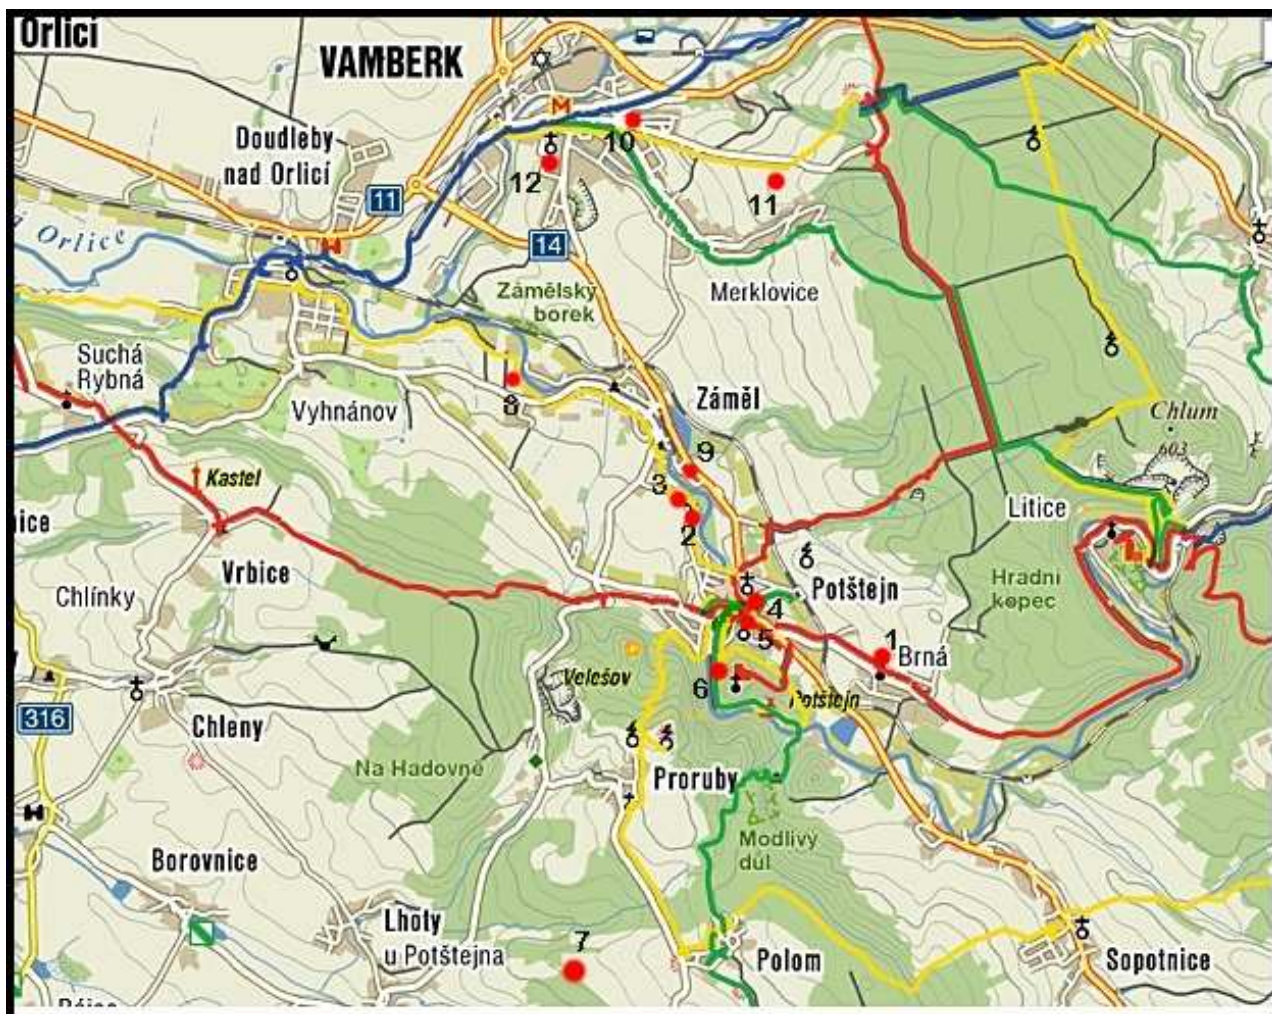 Orlicí
VAMBERK
Doudleby
nad Orlicí
10
12
11
11
Orlice
14
Zámělský
borek
Merklovice
Suchá
Rybná
Vyhnánov
8
Záměl
Chlum
603
Kastel
9
3
2
Litice
nice
Vrbice
Chlínky
Hradní
kopec
Potštejn
4
5
1
Brná
6
Velešov
Potštejn
316
Chleny
Na Hadovně
Proruby
Modlivý
důl
Borovnice
Lhoty
u Potštejna
7
Polom
Sopotnice